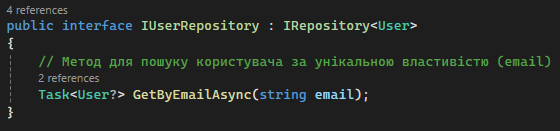 4 references
public interface IUserRepository : IRepository<User>
{
// Метод для пошуку користувача за унікальною властивістю (email)
2 references
Task<User?> GetByEmailAsync(string email);
}